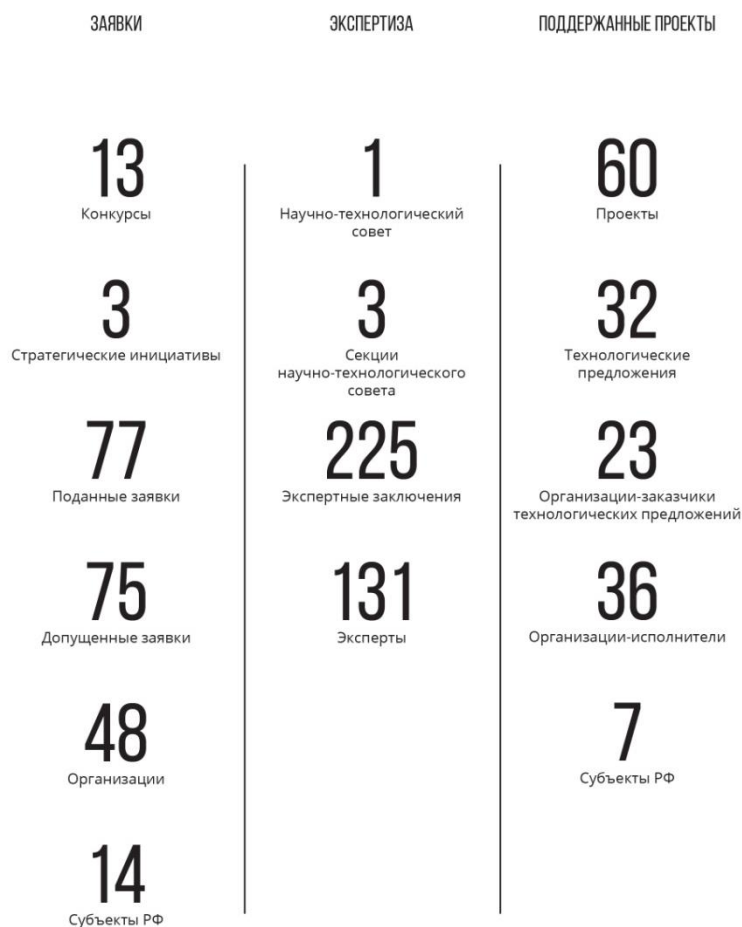 ЗАЯВКИ
13
Конкурсы
3
Стратегические инициативы
77
Поданные заявки
75
Допущенные заявки
48
Организации
14
Субъекты РФ
ЭКСПЕРТИЗА
1
Научно-технологический
совет
3
Секции
научно-технологического
совета
225
Экспертные заключения
131
Эксперты
ПОДДЕРЖАННЫЕ ПРОЕКТЫ
60
Проекты
32
Технологические
предложения
23
Организации-заказчики
технологических предложений
36
Организации-исполнители
7
Субъекты РФ